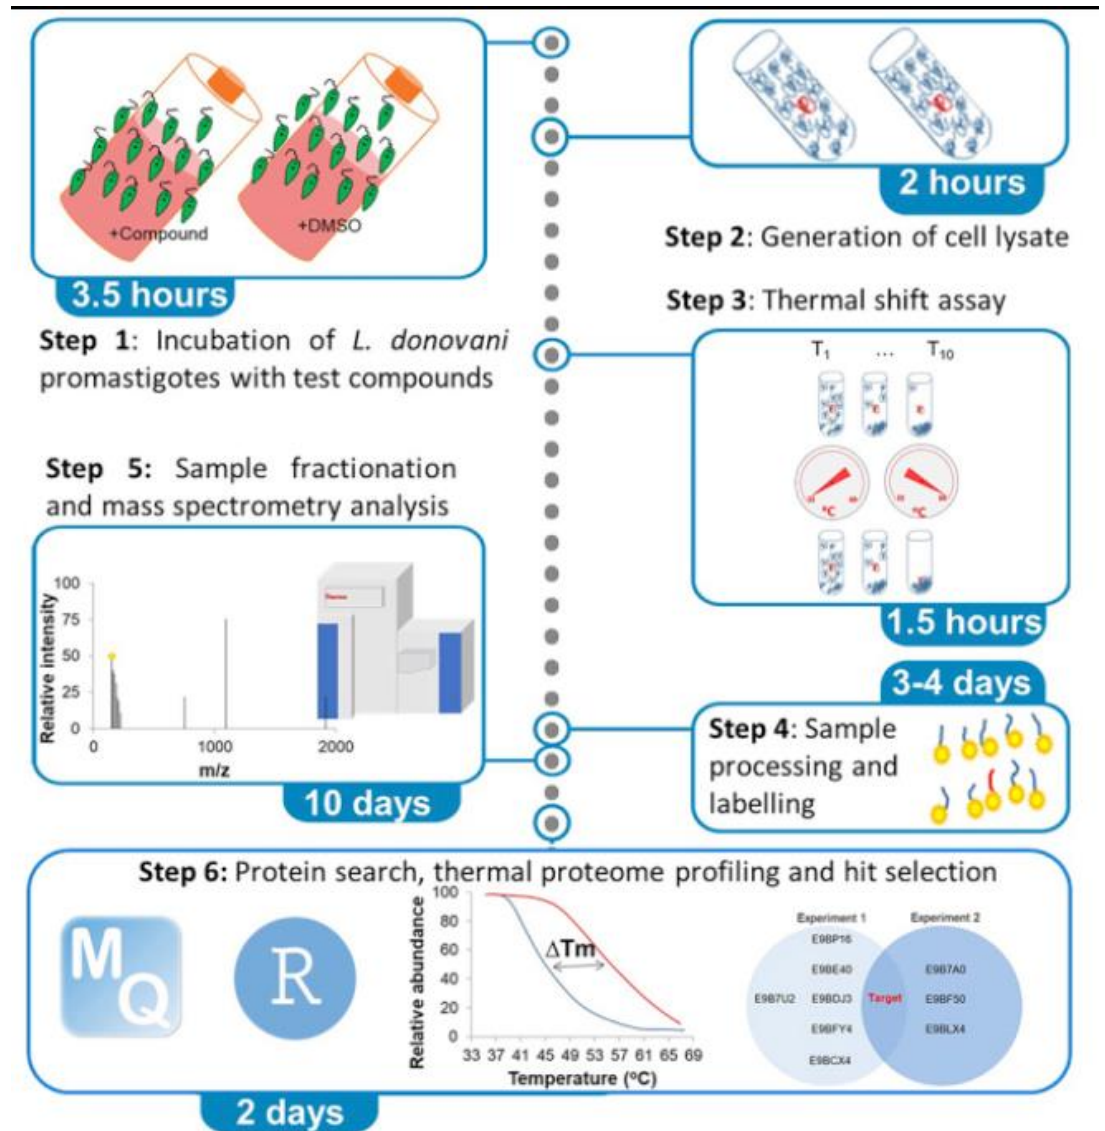 +Compound
+DMSO
3.5 hours
Step 1: Incubation of L. donovani
promastigotes with test compounds
2 hours
Step 2: Generation of cell lysate
Step 3: Thermal shift assay
T1 ... T10
°C
°C
1.5 hours
3-4 days
Step 4: Sample
processing and
labelling
Step 5: Sample fractionation
and mass spectrometry analysis
Relative intensity
100
75
50
25
0
0 1000 2000
m/z
Thermo
10 days
Step 6: Protein search, thermal proteome profiling and hit selection
M
Q
R
Relative abundance
100
80
60
40
20
0
ΔTm
33 37 41 45 49 53 57 61 65 69
Temperature (ºC)
Experiment 1
Experiment 2
E9BP16
E9BE40
E9B7U2 E9BDJ3
E9BFY4
E9BCX4
Target
E9B7A0
E9BF50
E9BLX4
2 days